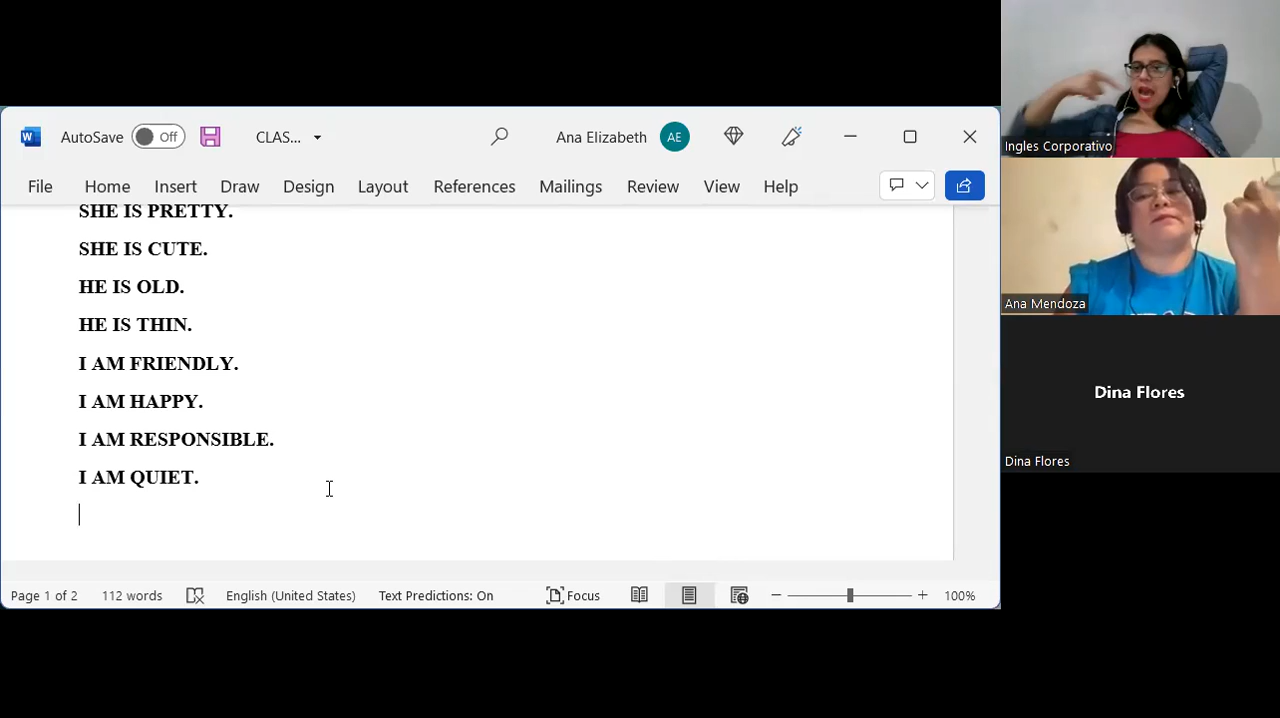 AutoSave Off CLAS... Ana Elizabeth AE
File Home Insert Draw Design Layout References Mailings Review View Help
SHE IS PRETTY.
SHE IS CUTE.
HE IS OLD.
HE IS THIN.
I AM FRIENDLY.
I AM HAPPY.
I AM RESPONSIBLE.
I AM QUIET.
Page 1 of 2 112 words English (United States) Text Predictions: On Focus 100%
Ingles Corporativo
Ana Mendoza
Dina Flores
Dina Flores